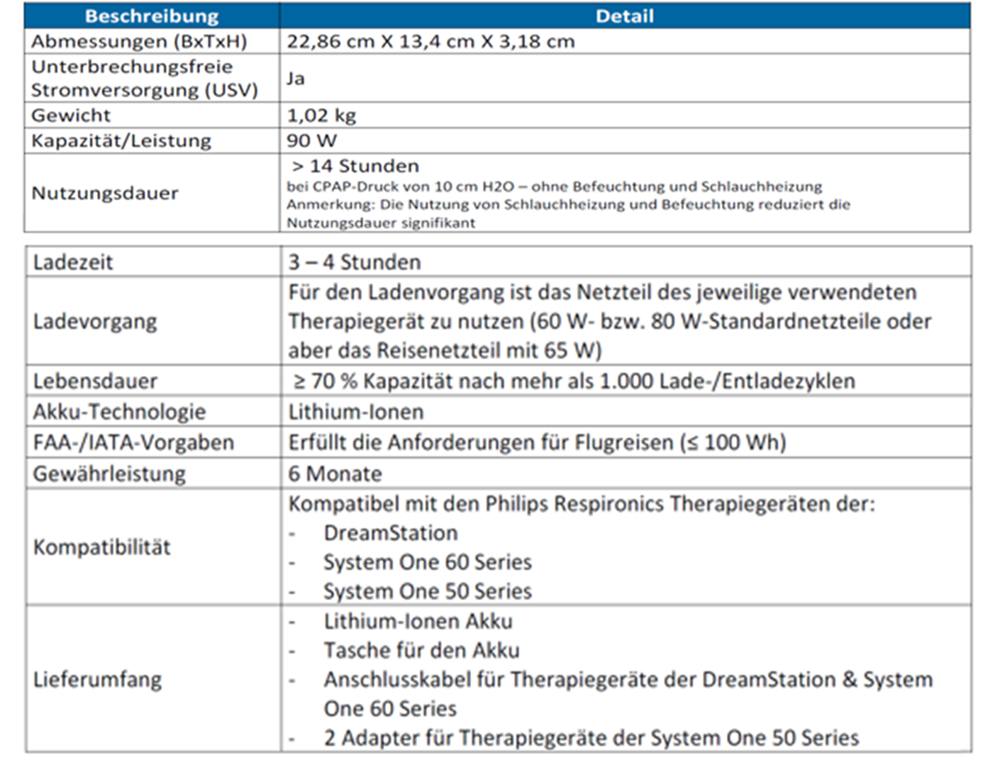 Beschreibung Detail
Abmessungen (BxTxH) 22,86 cm X 13,4 cm X 3,18 cm
Unterbrechungsfreie
Stromversorgung (USV) Ja
Gewicht 1,02 kg
Kapazität/Leistung 90 W
Nutzungsdauer > 14 Stunden
bei CPAP-Druck von 10 cm H2O – ohne Befeuchtung und Schlauchheizung
Anmerkung: Die Nutzung von Schlauchheizung und Befeuchtung reduziert die
Nutzungsdauer signifikant
Ladezeit 3 – 4 Stunden
Ladevorgang Für den Ladenvorgang ist das Netzteil des jeweilige verwendeten
Therapiegerät zu nutzen (60 W- bzw. 80 W-Standardnetzteile oder
aber das Reisenetzteil mit 65 W)
Lebensdauer ≥ 70 % Kapazität nach mehr als 1.000 Lade-/Entladezyklen
Akku-Technologie Lithium-Ionen
FAA-/IATA-Vorgaben Erfüllt die Anforderungen für Flugreisen (≤ 100 Wh)
Gewährleistung 6 Monate
Kompatibilität Kompatibel mit den Philips Respironics Therapiegeräten der:
- DreamStation
- System One 60 Series
- System One 50 Series
Lieferumfang - Lithium-Ionen Akku
- Tasche für den Akku
- Anschlusskabel für Therapiegeräte der DreamStation & System
One 60 Series
- 2 Adapter für Therapiegeräte der System One 50 Series